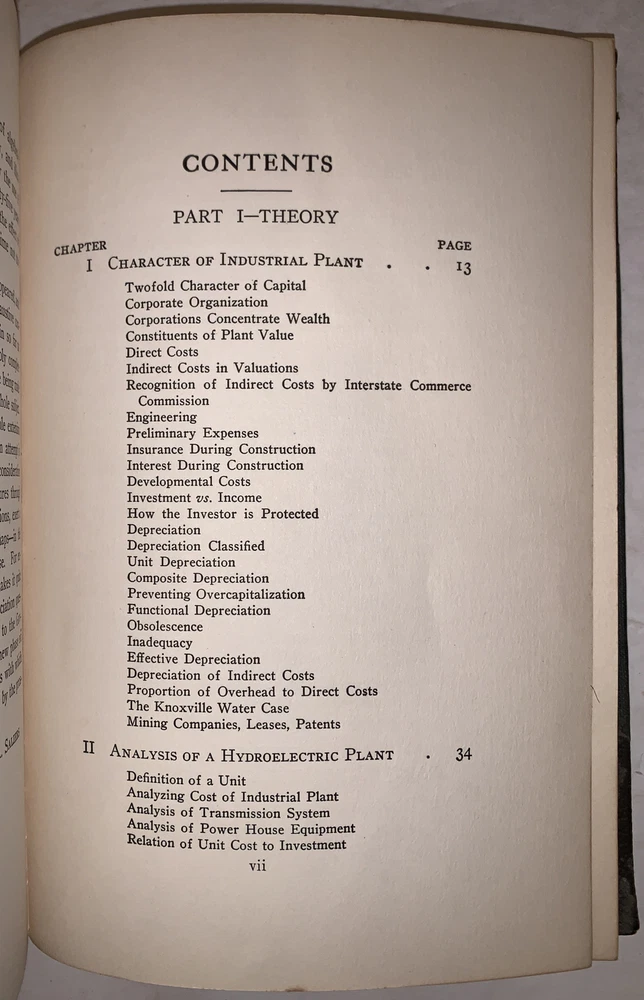 CONTENTS
PART I—THEORY
CHAPTER PAGE
I CHARACTER OF INDUSTRIAL PLANT . . 13
Twofold Character of Capital
Corporate Organization
Corporations Concentrate Wealth
Constituents of Plant Value
Direct Costs
Indirect Costs in Valuations
Recognition of Indirect Costs by Interstate Commerce
Commission
Engineering
Preliminary Expenses
Insurance During Construction
Interest During Construction
Developmental Costs
Investment vs. Income
How the Investor is Protected
Depreciation
Depreciation Classified
Unit Depreciation
Composite Depreciation
Preventing Overcapitalization
Functional Depreciation
Obsolescence
Inadequacy
Effective Depreciation
Depreciation of Indirect Costs
Proportion of Overhead to Direct Costs
The Knoxville Water Case
Mining Companies, Leases, Patents
II ANALYSIS OF A HYDROELECTRIC PLANT . 34
Definition of a Unit
Analyzing Cost of Industrial Plant
Analysis of Transmission System
Analysis of Power House Equipment
Relation of Unit Cost to Investment
vii